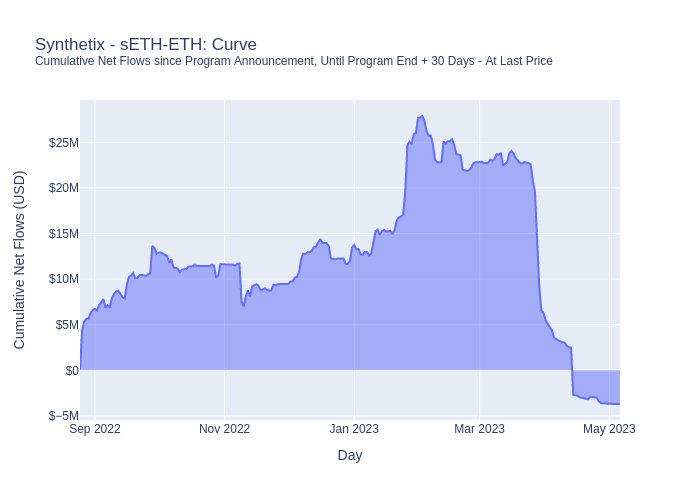 Synthetix - sETH-ETH: Curve
Cumulative Net Flows since Program Announcement, Until Program End + 30 Days - At Last Price
$25M
$20M
$15M
$10M
$5M
$0
$−5M
Cumulative Net Flows (USD)
Sep 2022
Nov 2022
Jan 2023
Mar 2023
May 2023
Day